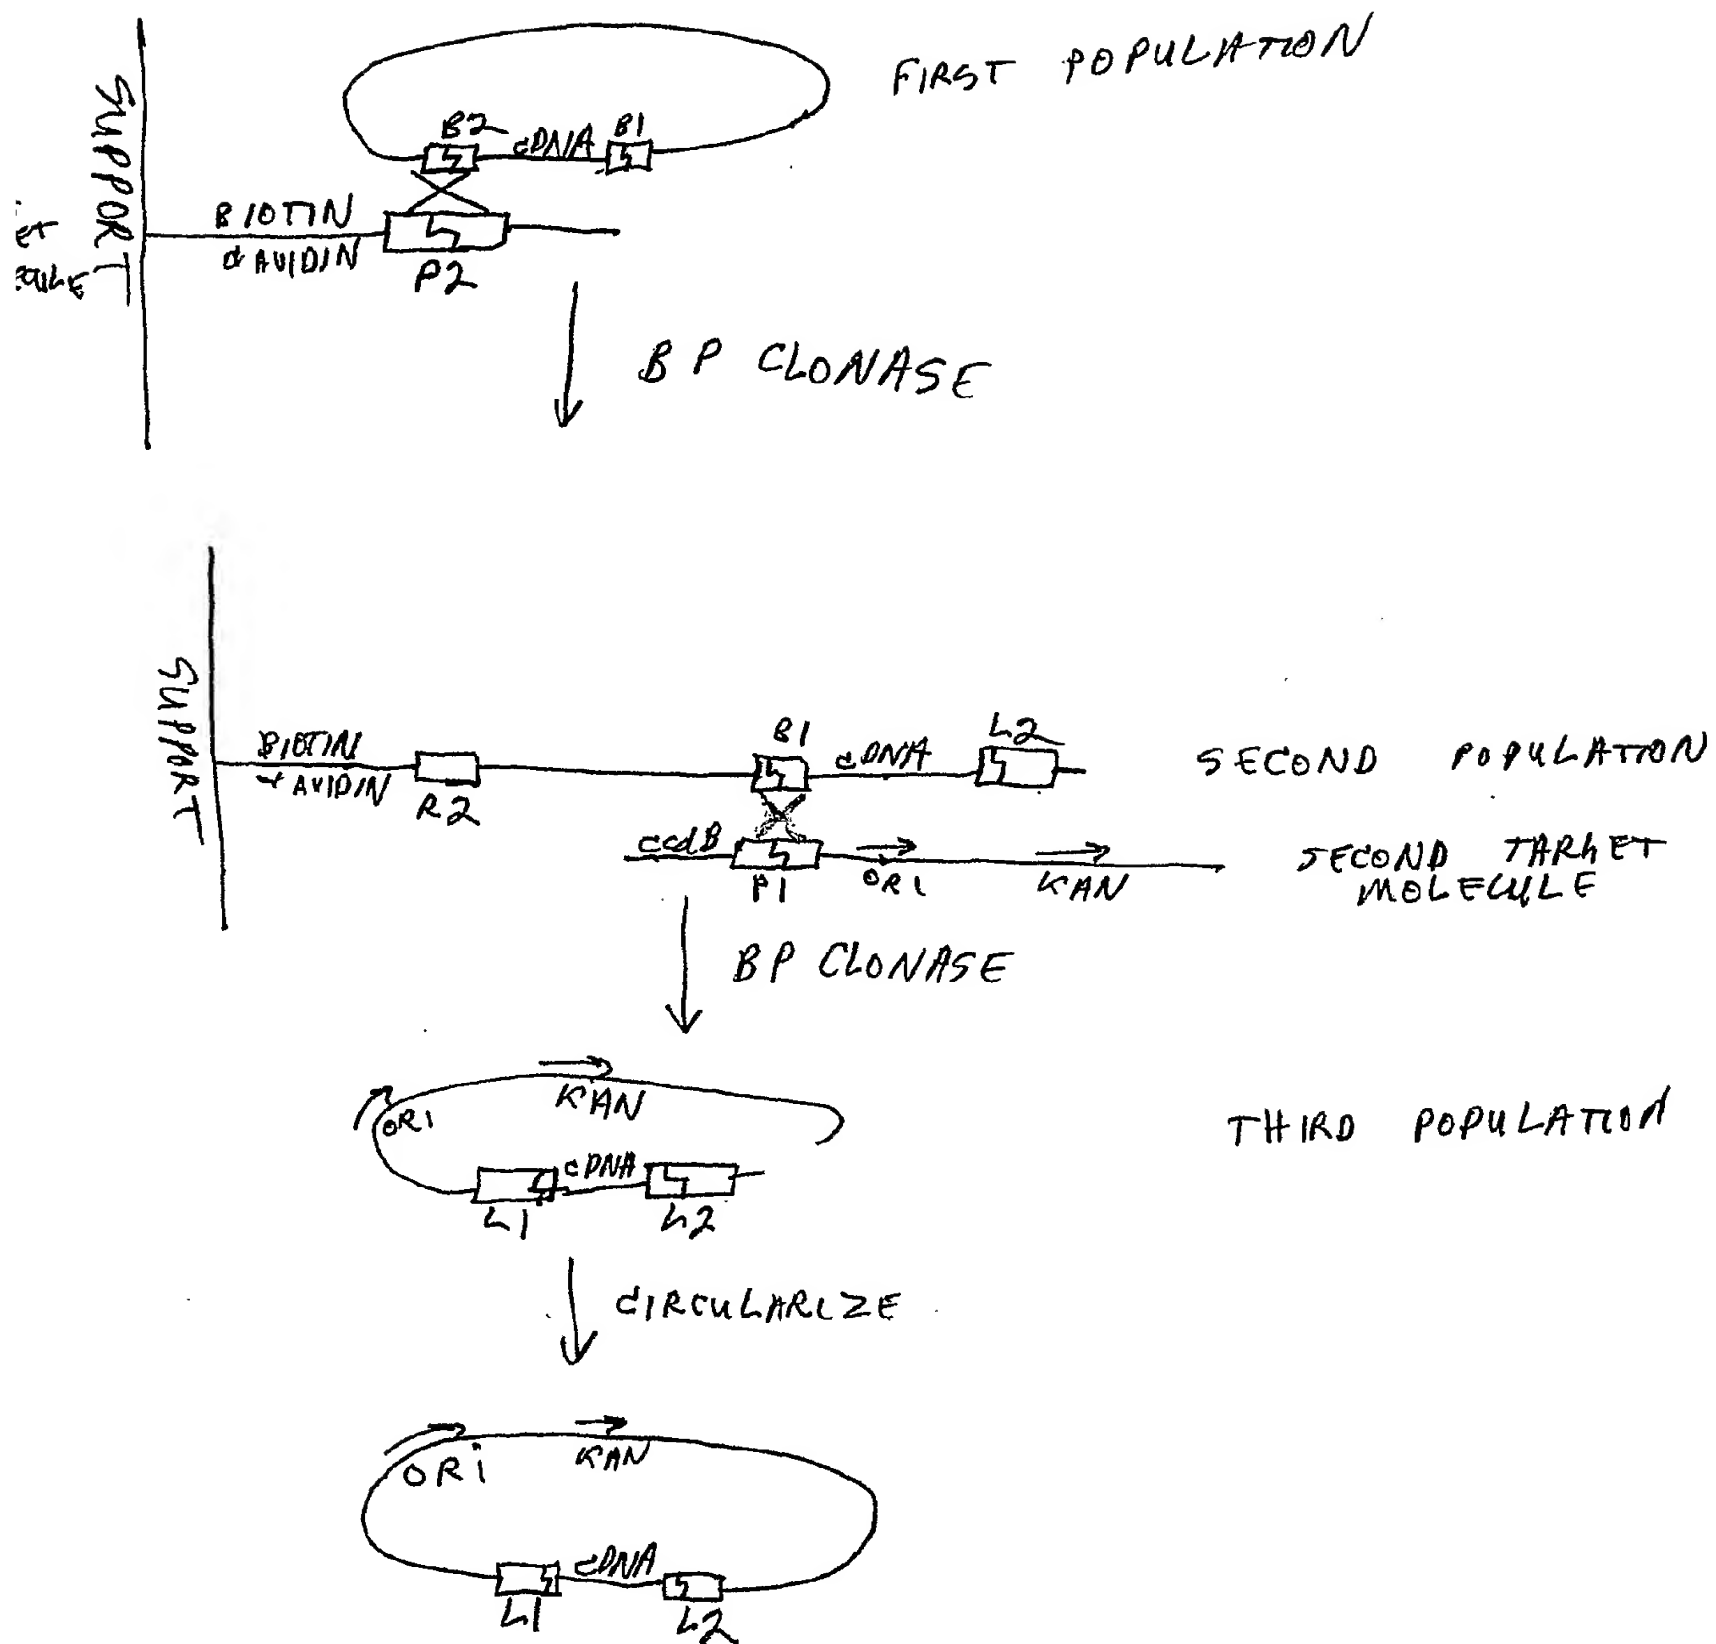 FIRST POPULATION
SUPPORT
B2
cDNA
B1
BIOTIN
AVIDIN
P2
ET
BP CLONASE
SUPPORT
BIOTIN
AVIDIN
R2
B1
cDNA
L2
SECOND POPULATION
ccdB
P1
ORI
KAN
SECOND TARGET
MOLECULE
BP CLONASE
ORI
KAN
THIRD POPULATION
L1
cDNA
L2
CIRCULARIZE
ORi
KAN
L1
cDNA
L2